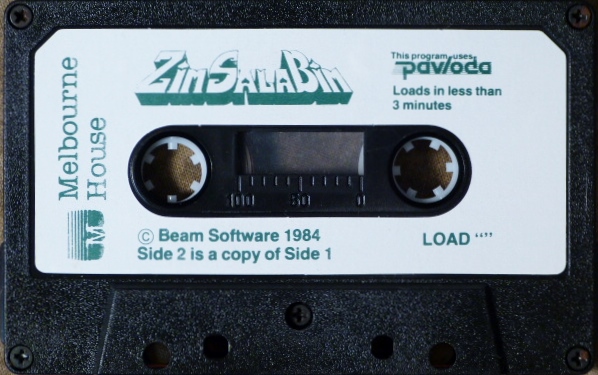 Melbourne
House
M
ZimSalaBim
This program uses
pavloda
Loads in less than
3 minutes
100 50 0
© Beam Software 1984
Side 2 is a copy of Side 1
LOAD “”